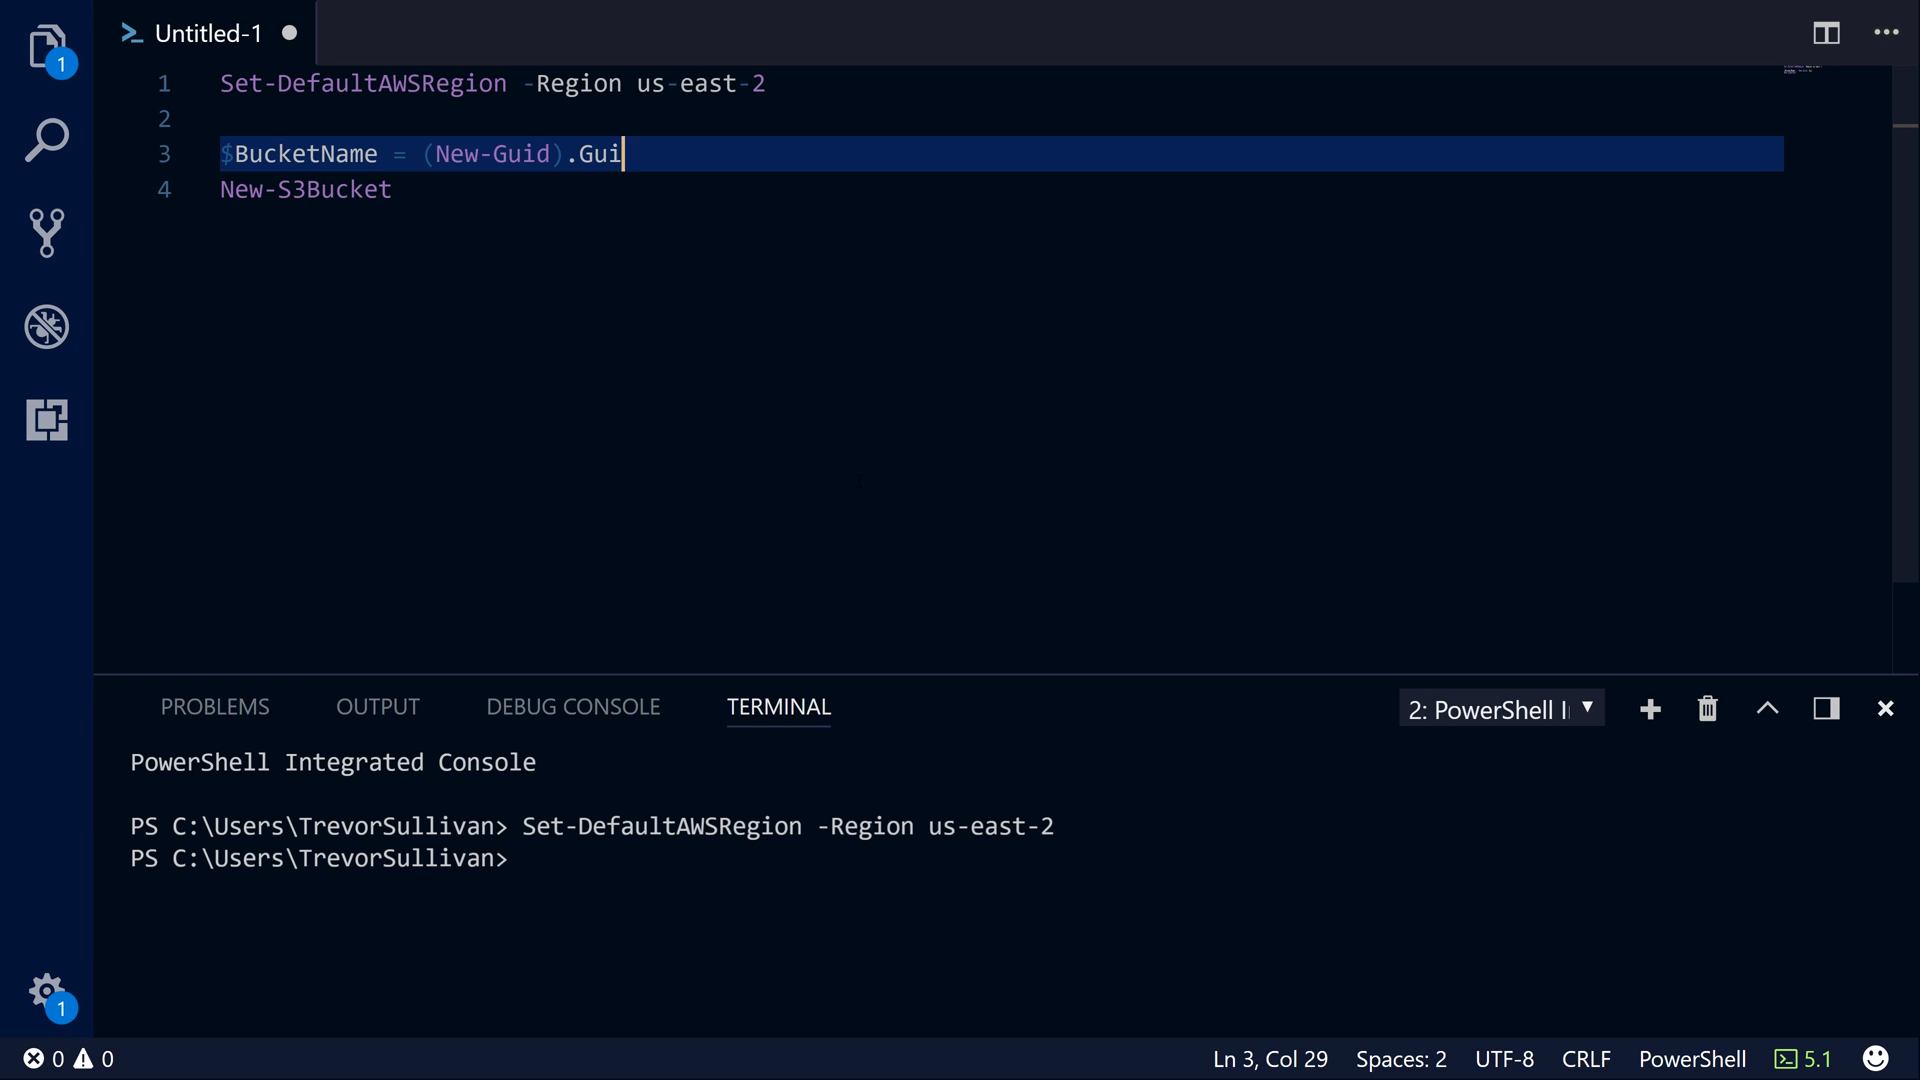 1
Untitled-1
1 Set-DefaultAWSRegion -Region us-east-2
2
3 $BucketName = (New-Guid).Gui
4 New-S3Bucket
PROBLEMS OUTPUT DEBUG CONSOLE TERMINAL 2: PowerShell I
PowerShell Integrated Console
PS C:\Users\TrevorSullivan> Set-DefaultAWSRegion -Region us-east-2
PS C:\Users\TrevorSullivan>
1
0 0 Ln 3, Col 29 Spaces: 2 UTF-8 CRLF PowerShell 5.1